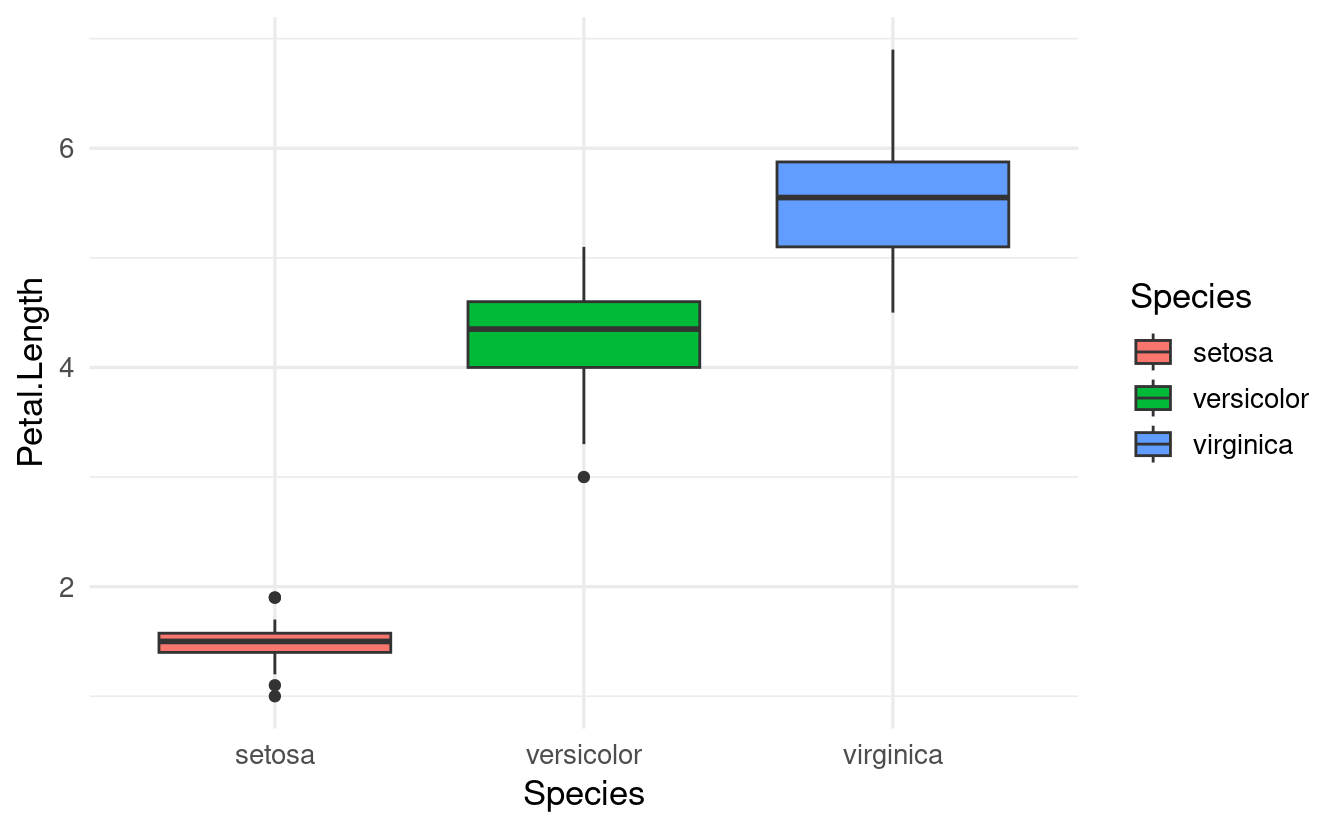 Petal.Length
6
4
2
setosa
versicolor
virginica
Species
Species
setosa
versicolor
virginica